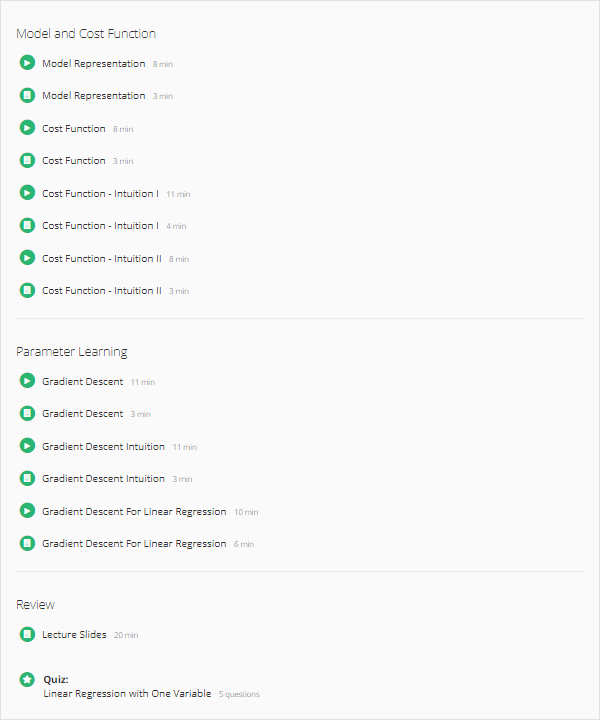 Model and Cost Function
Model Representation 8 min
Model Representation 3 min
Cost Function 8 min
Cost Function 3 min
Cost Function - Intuition I 11 min
Cost Function - Intuition I 4 min
Cost Function - Intuition II 8 min
Cost Function - Intuition II 3 min
Parameter Learning
Gradient Descent 11 min
Gradient Descent 3 min
Gradient Descent Intuition 11 min
Gradient Descent Intuition 3 min
Gradient Descent For Linear Regression 10 min
Gradient Descent For Linear Regression 6 min
Review
Lecture Slides 20 min
Quiz:
Linear Regression with One Variable 5 questions